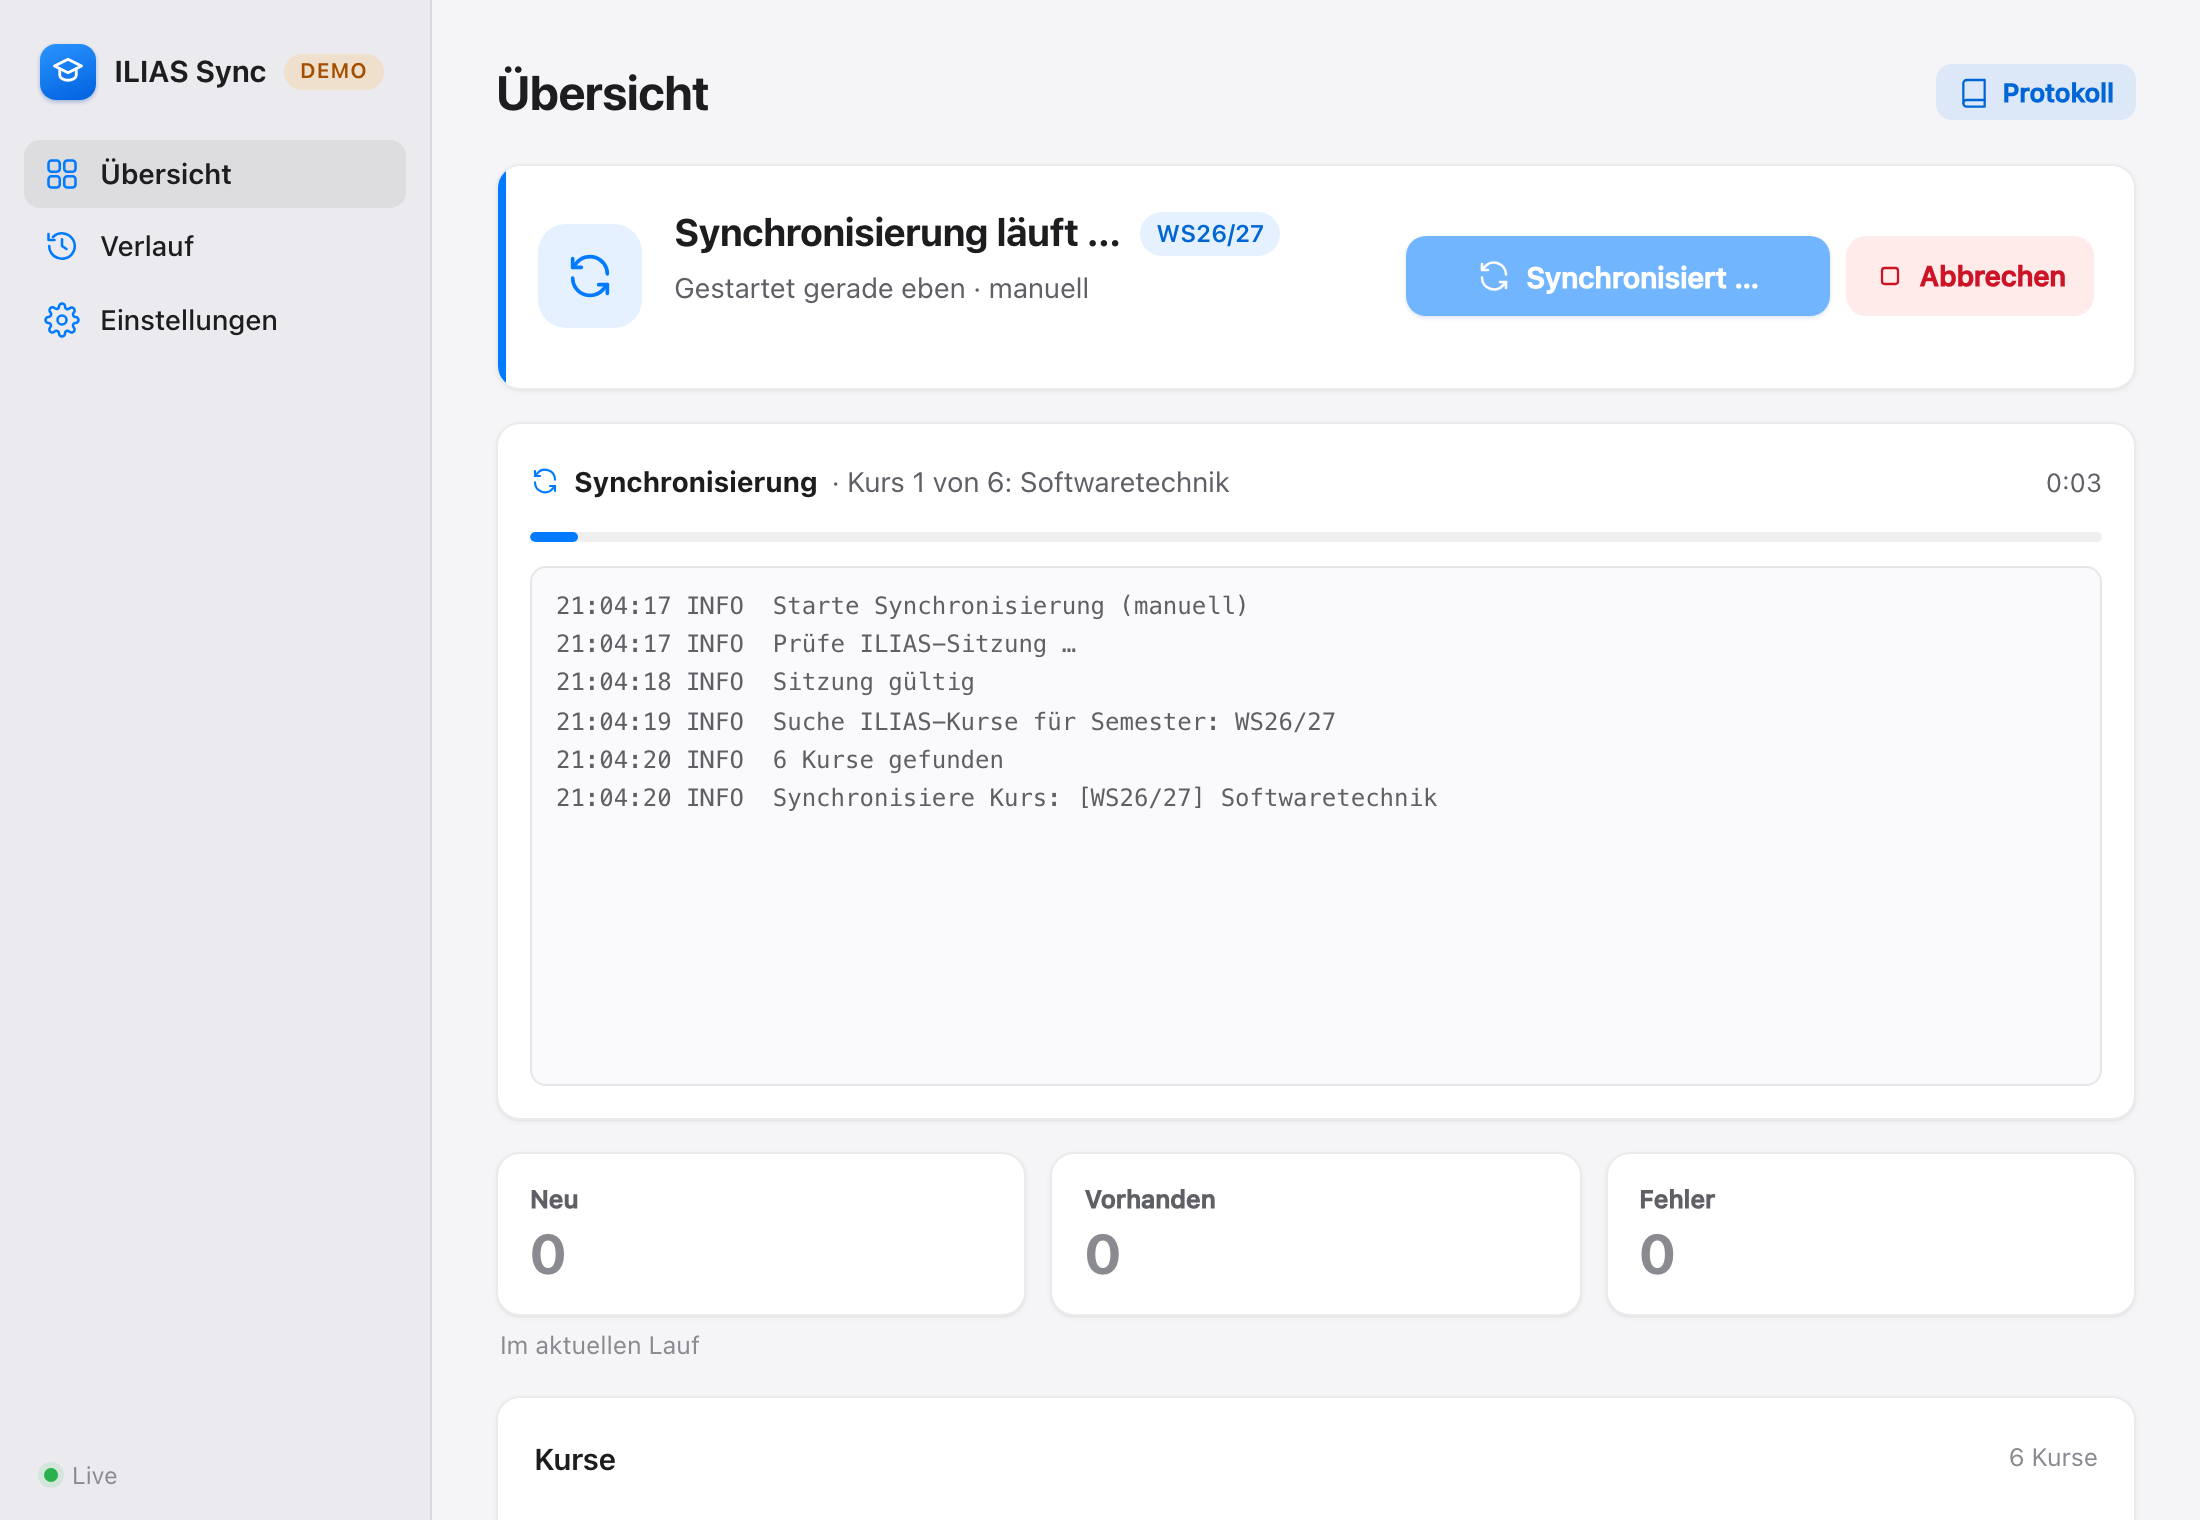 ILIAS Sync DEMO
Übersicht
Verlauf
Einstellungen
Live
Übersicht
Protokoll
Synchronisierung läuft ... WS26/27
Gestartet gerade eben · manuell
Synchronisiert ...
Abbrechen
Synchronisierung · Kurs 1 von 6: Softwaretechnik 0:03
21:04:17 INFO Starte Synchronisierung (manuell)
21:04:17 INFO Prüfe ILIAS-Sitzung …
21:04:18 INFO Sitzung gültig
21:04:19 INFO Suche ILIAS-Kurse für Semester: WS26/27
21:04:20 INFO 6 Kurse gefunden
21:04:20 INFO Synchronisiere Kurs: [WS26/27] Softwaretechnik
Neu
0
Vorhanden
0
Fehler
0
Im aktuellen Lauf
Kurse
6 Kurse